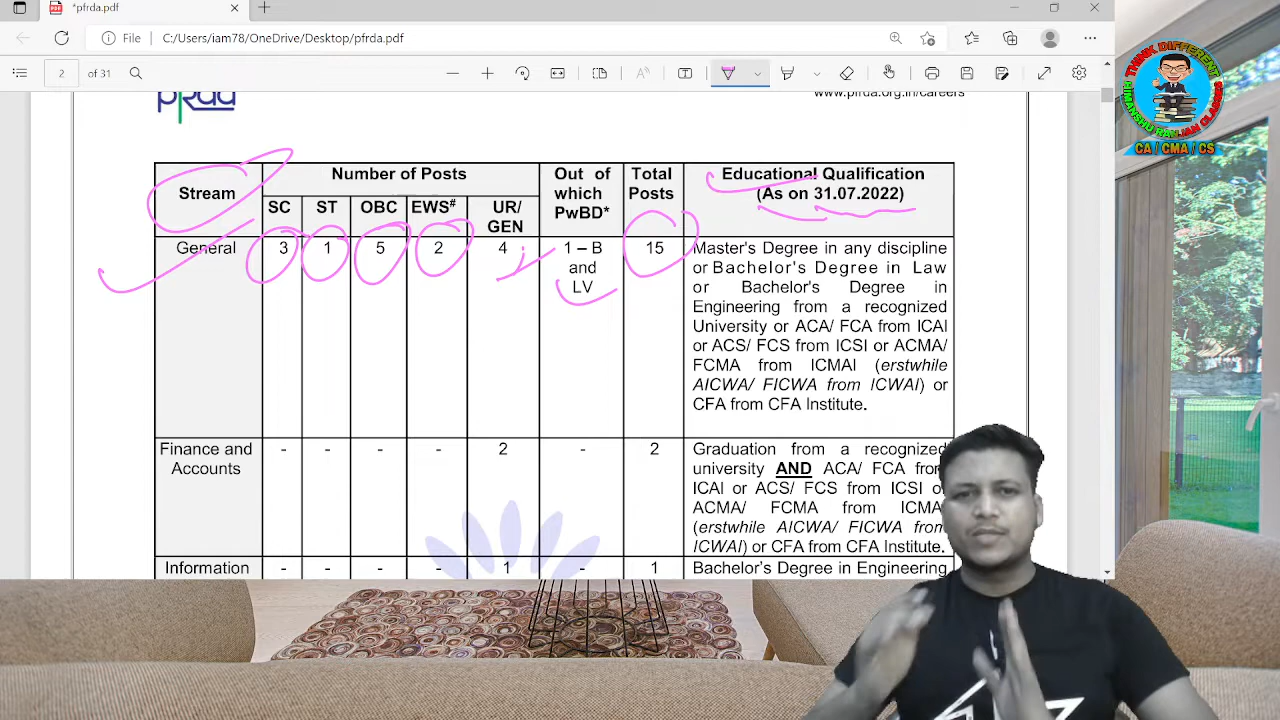 *pfrda.pdf
File
C:/Users/iam78/OneDrive/Desktop/pfrda.pdf
2
of 31
pfrda
www.pfrda.org.in/careers
Stream
Number of Posts
Out of which PwBD*
Total Posts
Educational Qualification
(As on 31.07.2022)
SC
ST
OBC
EWS#
UR/
GEN
General
3
1
5
2
4
1 – B
and
LV
15
Master's Degree in any discipline
or Bachelor's Degree in Law
or Bachelor's Degree in
Engineering from a recognized
University or ACA/ FCA from ICAI
or ACS/ FCS from ICSI or ACMA/
FCMA from ICMAI (erstwhile
AICWA/ FICWA from ICWAI) or
CFA from CFA Institute.
Finance and
Accounts
-
-
-
-
2
-
2
Graduation from a recognized
university AND ACA/ FCA from
ICAI or ACS/ FCS from ICSI or
ACMA/ FCMA from ICMAI
(erstwhile AICWA/ FICWA from
ICWAI) or CFA from CFA Institute.
Information
-
-
-
-
1
-
1
Bachelor's Degree in Engineering
THINK DIFFERENT
HIMANSHU RANJAN CLASSES
CA / CMA / CS